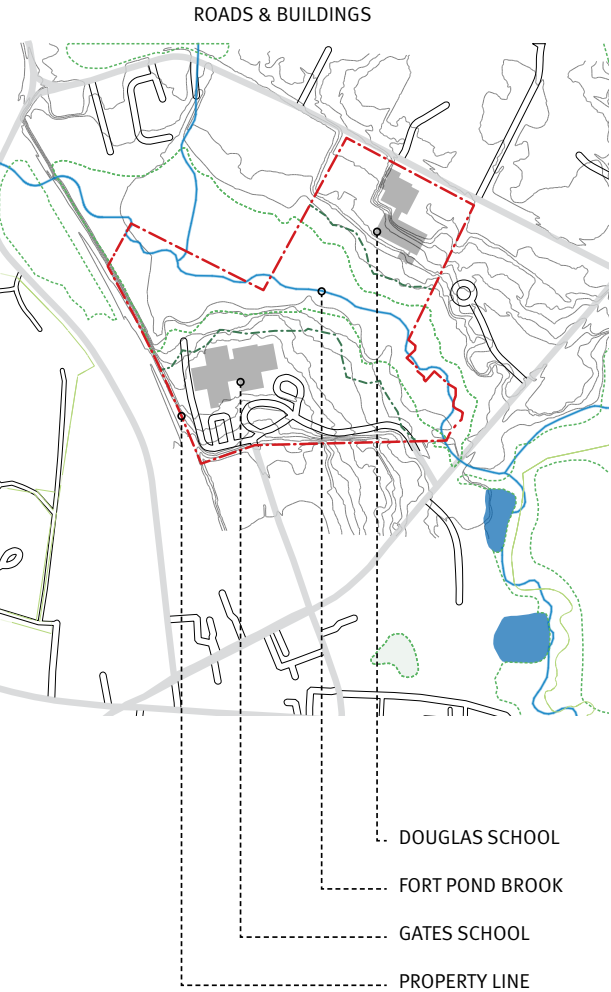 ROADS & BUILDINGS
DOUGLAS SCHOOL
FORT POND BROOK
GATES SCHOOL
PROPERTY LINE